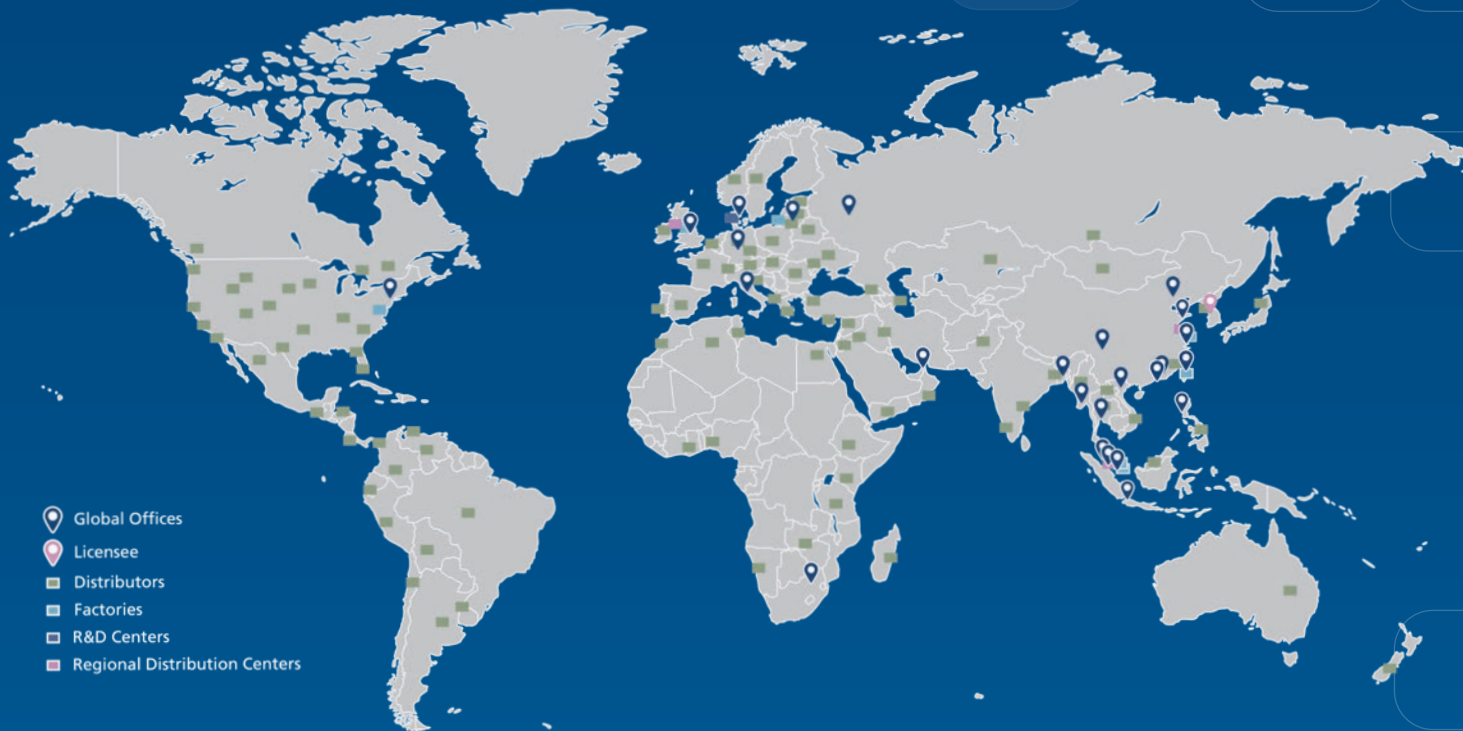 Global Offices
Licensee
Distributors
Factories
R&D Centers
Regional Distribution Centers